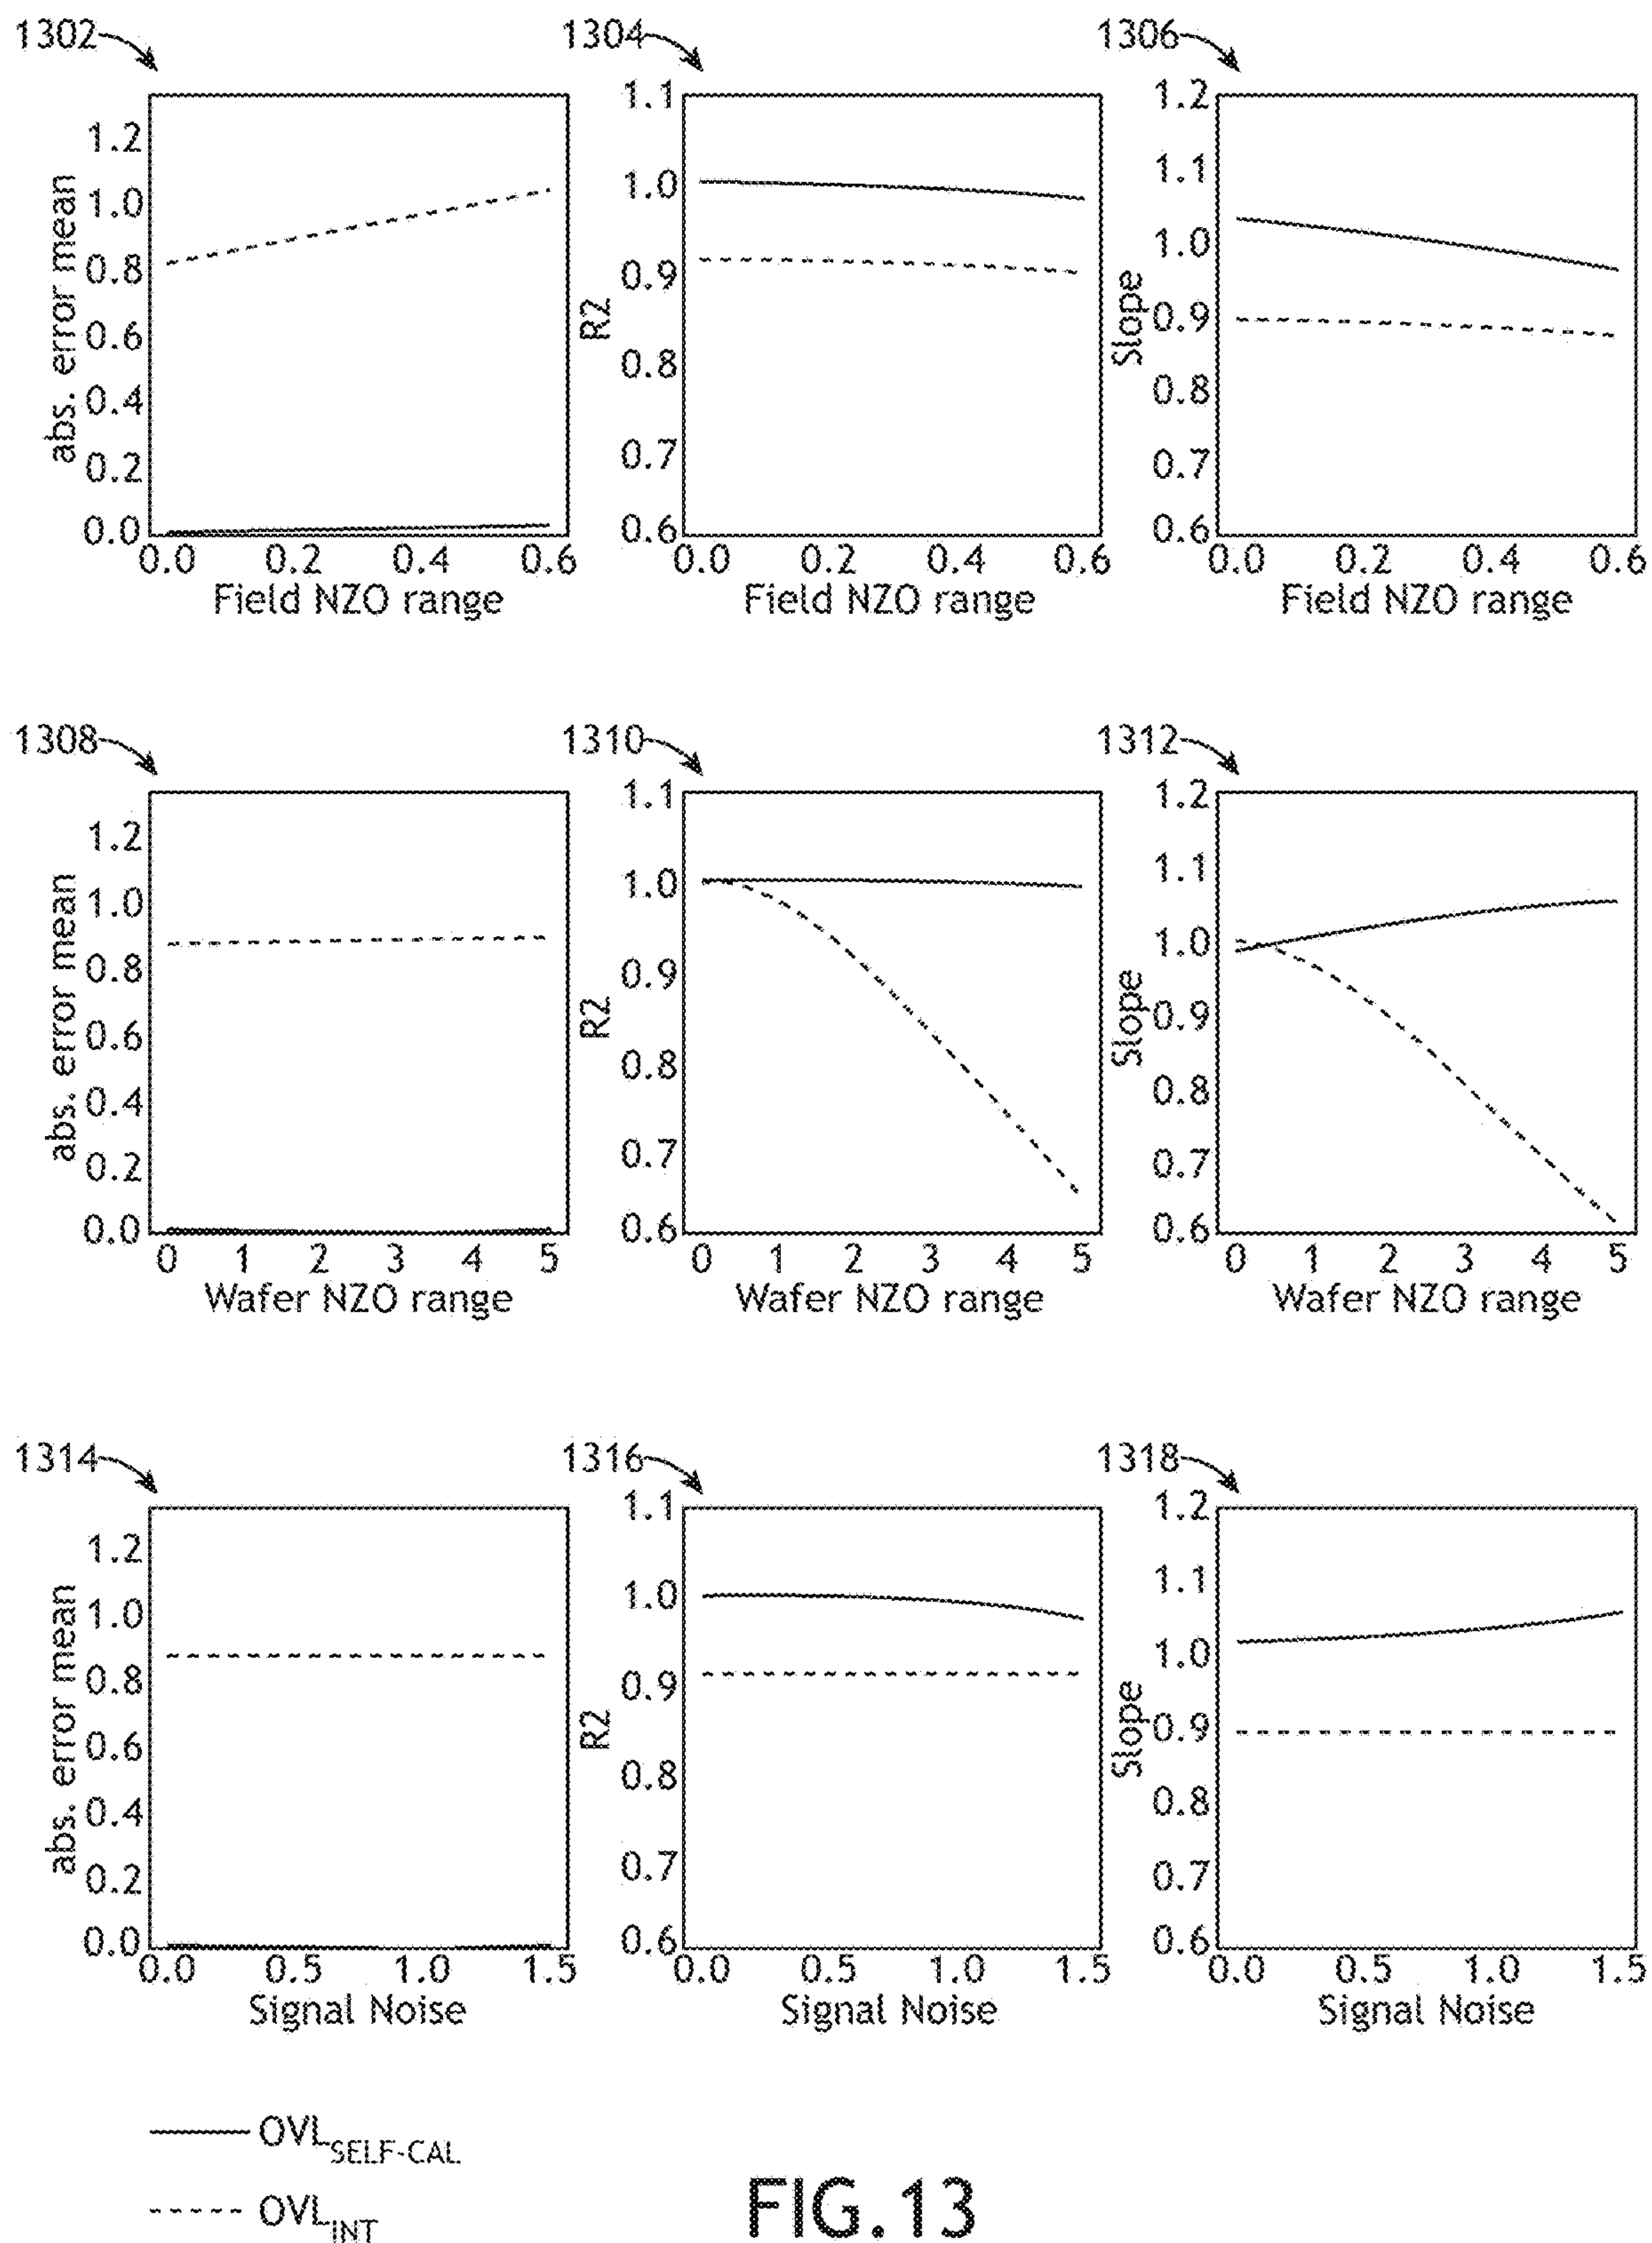 1302
1304
1306
abs. error mean
1.2
1.0
0.8
0.6
0.4
0.2
0.0
0.0 0.2 0.4 0.6
Field NZO range
R2
1.1
1.0
0.9
0.8
0.7
0.6
0.0 0.2 0.4 0.6
Field NZO range
Slope
1.2
1.1
1.0
0.9
0.8
0.7
0.6
0.0 0.2 0.4 0.6
Field NZO range
1308
1310
1312
abs. error mean
1.2
1.0
0.8
0.6
0.4
0.2
0.0
0 1 2 3 4 5
Wafer NZO range
R2
1.1
1.0
0.9
0.8
0.7
0.6
0 1 2 3 4 5
Wafer NZO range
Slope
1.2
1.1
1.0
0.9
0.8
0.7
0.6
0 1 2 3 4 5
Wafer NZO range
1314
1316
1318
abs. error mean
1.2
1.0
0.8
0.6
0.4
0.2
0.0
0.0 0.5 1.0 1.5
Signal Noise
R2
1.1
1.0
0.9
0.8
0.7
0.6
0.0 0.5 1.0 1.5
Signal Noise
Slope
1.2
1.1
1.0
0.9
0.8
0.7
0.6
0.0 0.5 1.0 1.5
Signal Noise
OVL SELF-CAL
OVL INT
FIG.13